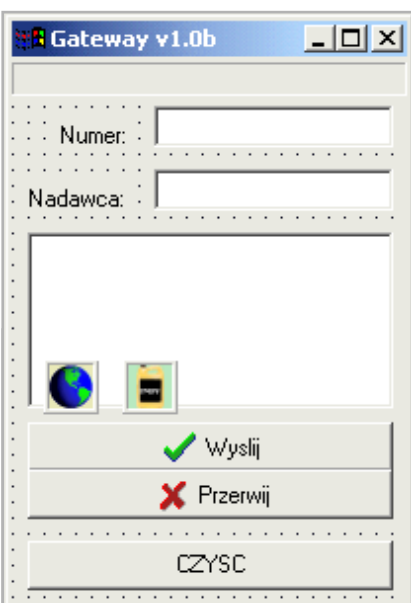 Gateway v1.0b
Numer:
Nadawca:
Wyslij
Przerwij
CZYSC